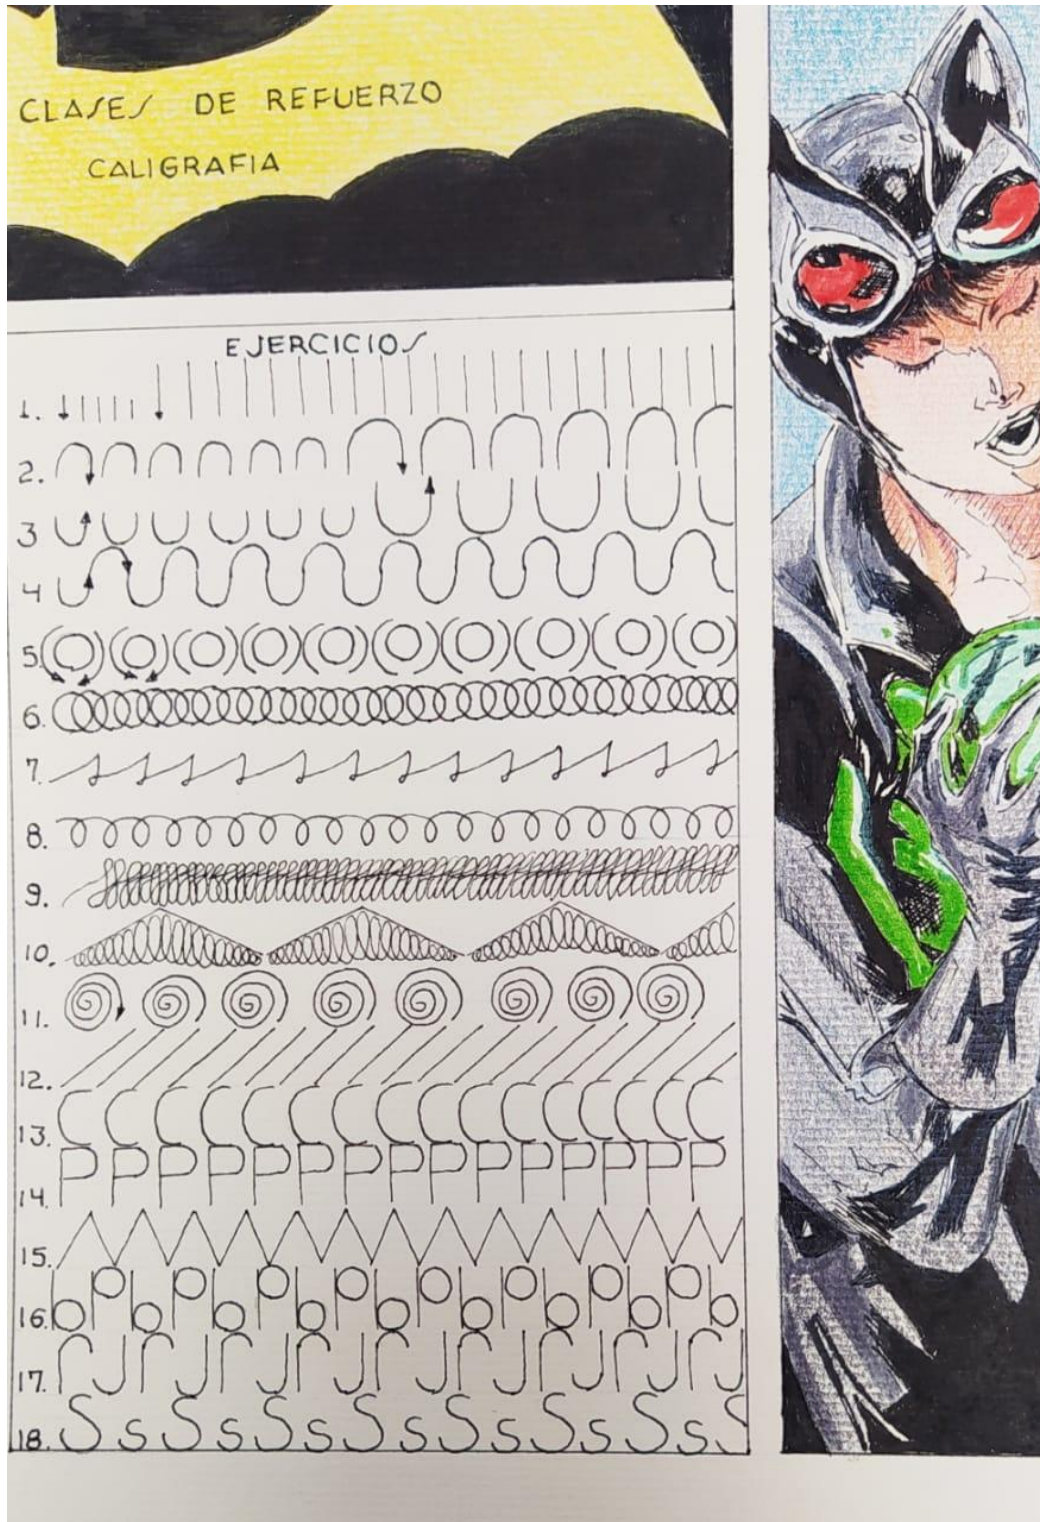 CLASES DE REFUERZO
CALIGRAFIA
EJERCICIOS
1.
2.
3
4
5.
6.
7.
8.
9.
10.
11.
12.
13. C C C C C C C C C C C C C C
14. P P P P P P P P P P P P P P P
15.
16. b p b p b p b p b p b p b p b p b
17. r J r J r J r J r J r J r J r J r J
18. S s S s S s S s S s S s S s S